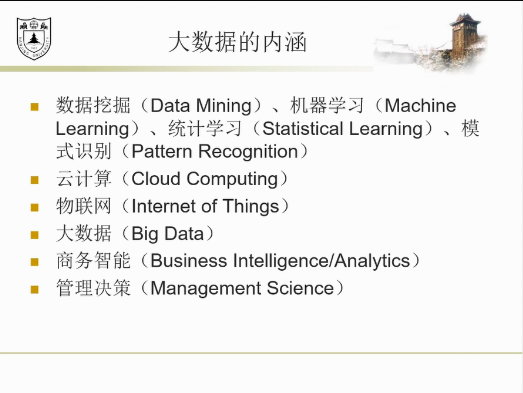 大数据的内涵
数据挖掘（Data Mining）、机器学习（Machine
Learning）、统计学习（Statistical Learning）、模
式识别（Pattern Recognition）
云计算（Cloud Computing）
物联网（Internet of Things）
大数据（Big Data）
商务智能（Business Intelligence/Analytics）
管理决策（Management Science）